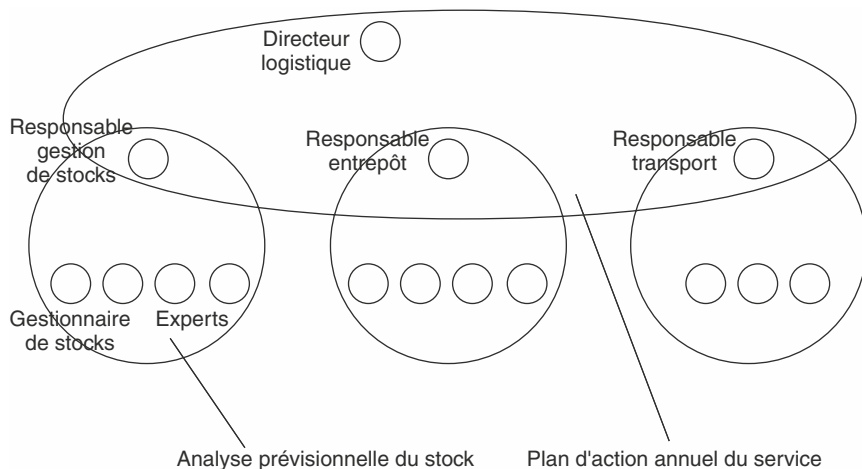 Directeur
logistique
Responsable
gestion
de stocks
Responsable
entrepôt
Responsable
transport
Gestionnaire
de stocks
Experts
Analyse prévisionnelle du stock
Plan d'action annuel du service